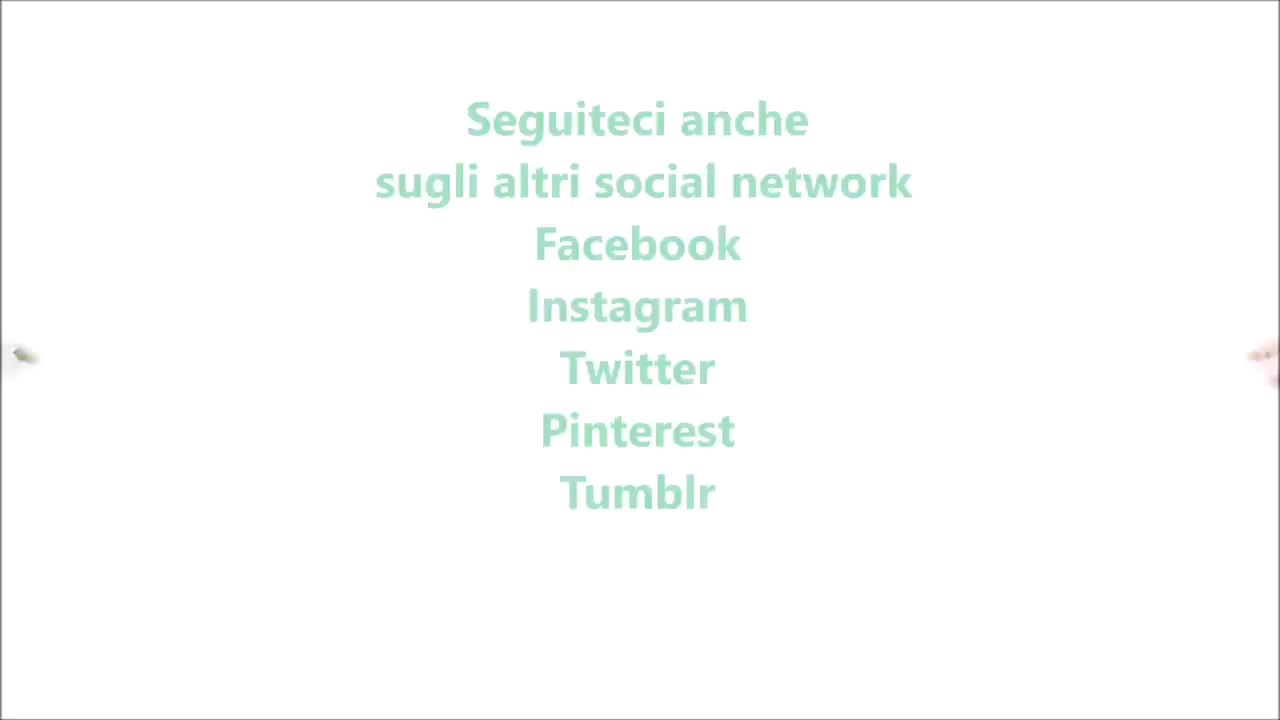 Seguiteci anche
sugli altri social network
Facebook
Instagram
Twitter
Pinterest
Tumblr